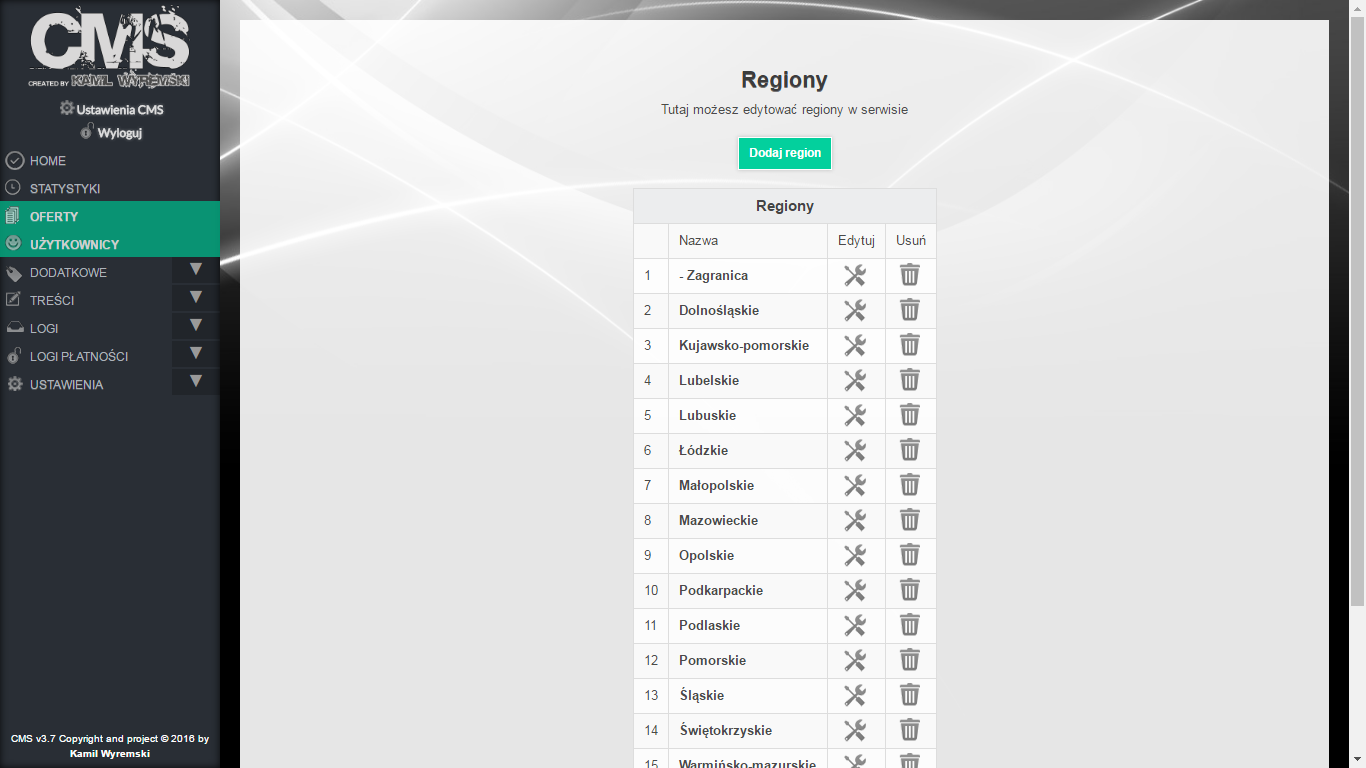 CMS
CREATED BY KAMIL WYREMSKI
Ustawienia CMS
Wyloguj
HOME
STATYSTYKI
OFERTY
UŻYTKOWNICY
DODATKOWE ▼
TREŚCI ▼
LOGI ▼
LOGI PŁATNOŚCI ▼
USTAWIENIA ▼
CMS v3.7 Copyright and project © 2016 by
Kamil Wyremski
Regiony
Tutaj możesz edytować regiony w serwisie
Dodaj region
Regiony
Nazwa Edytuj Usuń
1 - Zagranica
2 Dolnośląskie
3 Kujawsko-pomorskie
4 Lubelskie
5 Lubuskie
6 Łódzkie
7 Małopolskie
8 Mazowieckie
9 Opolskie
10 Podkarpackie
11 Podlaskie
12 Pomorskie
13 Śląskie
14 Świętokrzyskie
15 Warmińsko-mazurskie